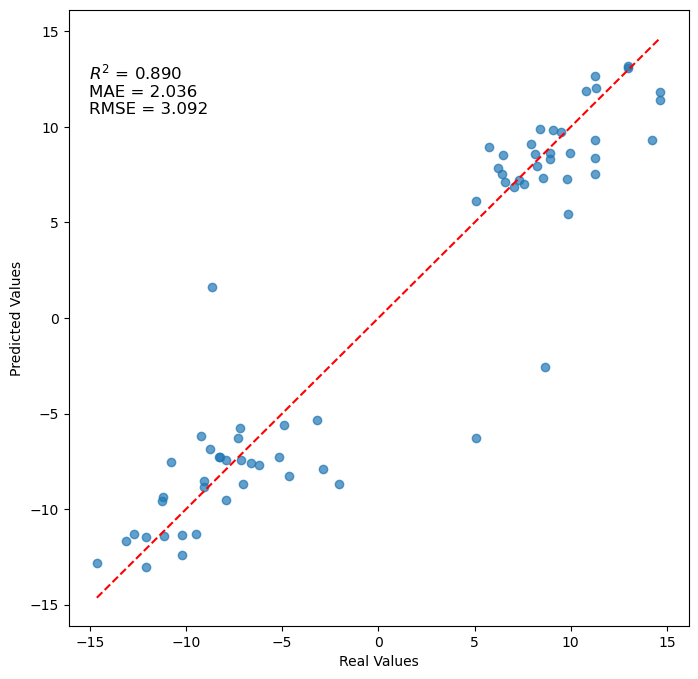 R² = 0.890
MAE = 2.036
RMSE = 3.092
15
10
5
0
−5
−10
−15
Predicted Values
−15 −10 −5 0 5 10 15
Real Values